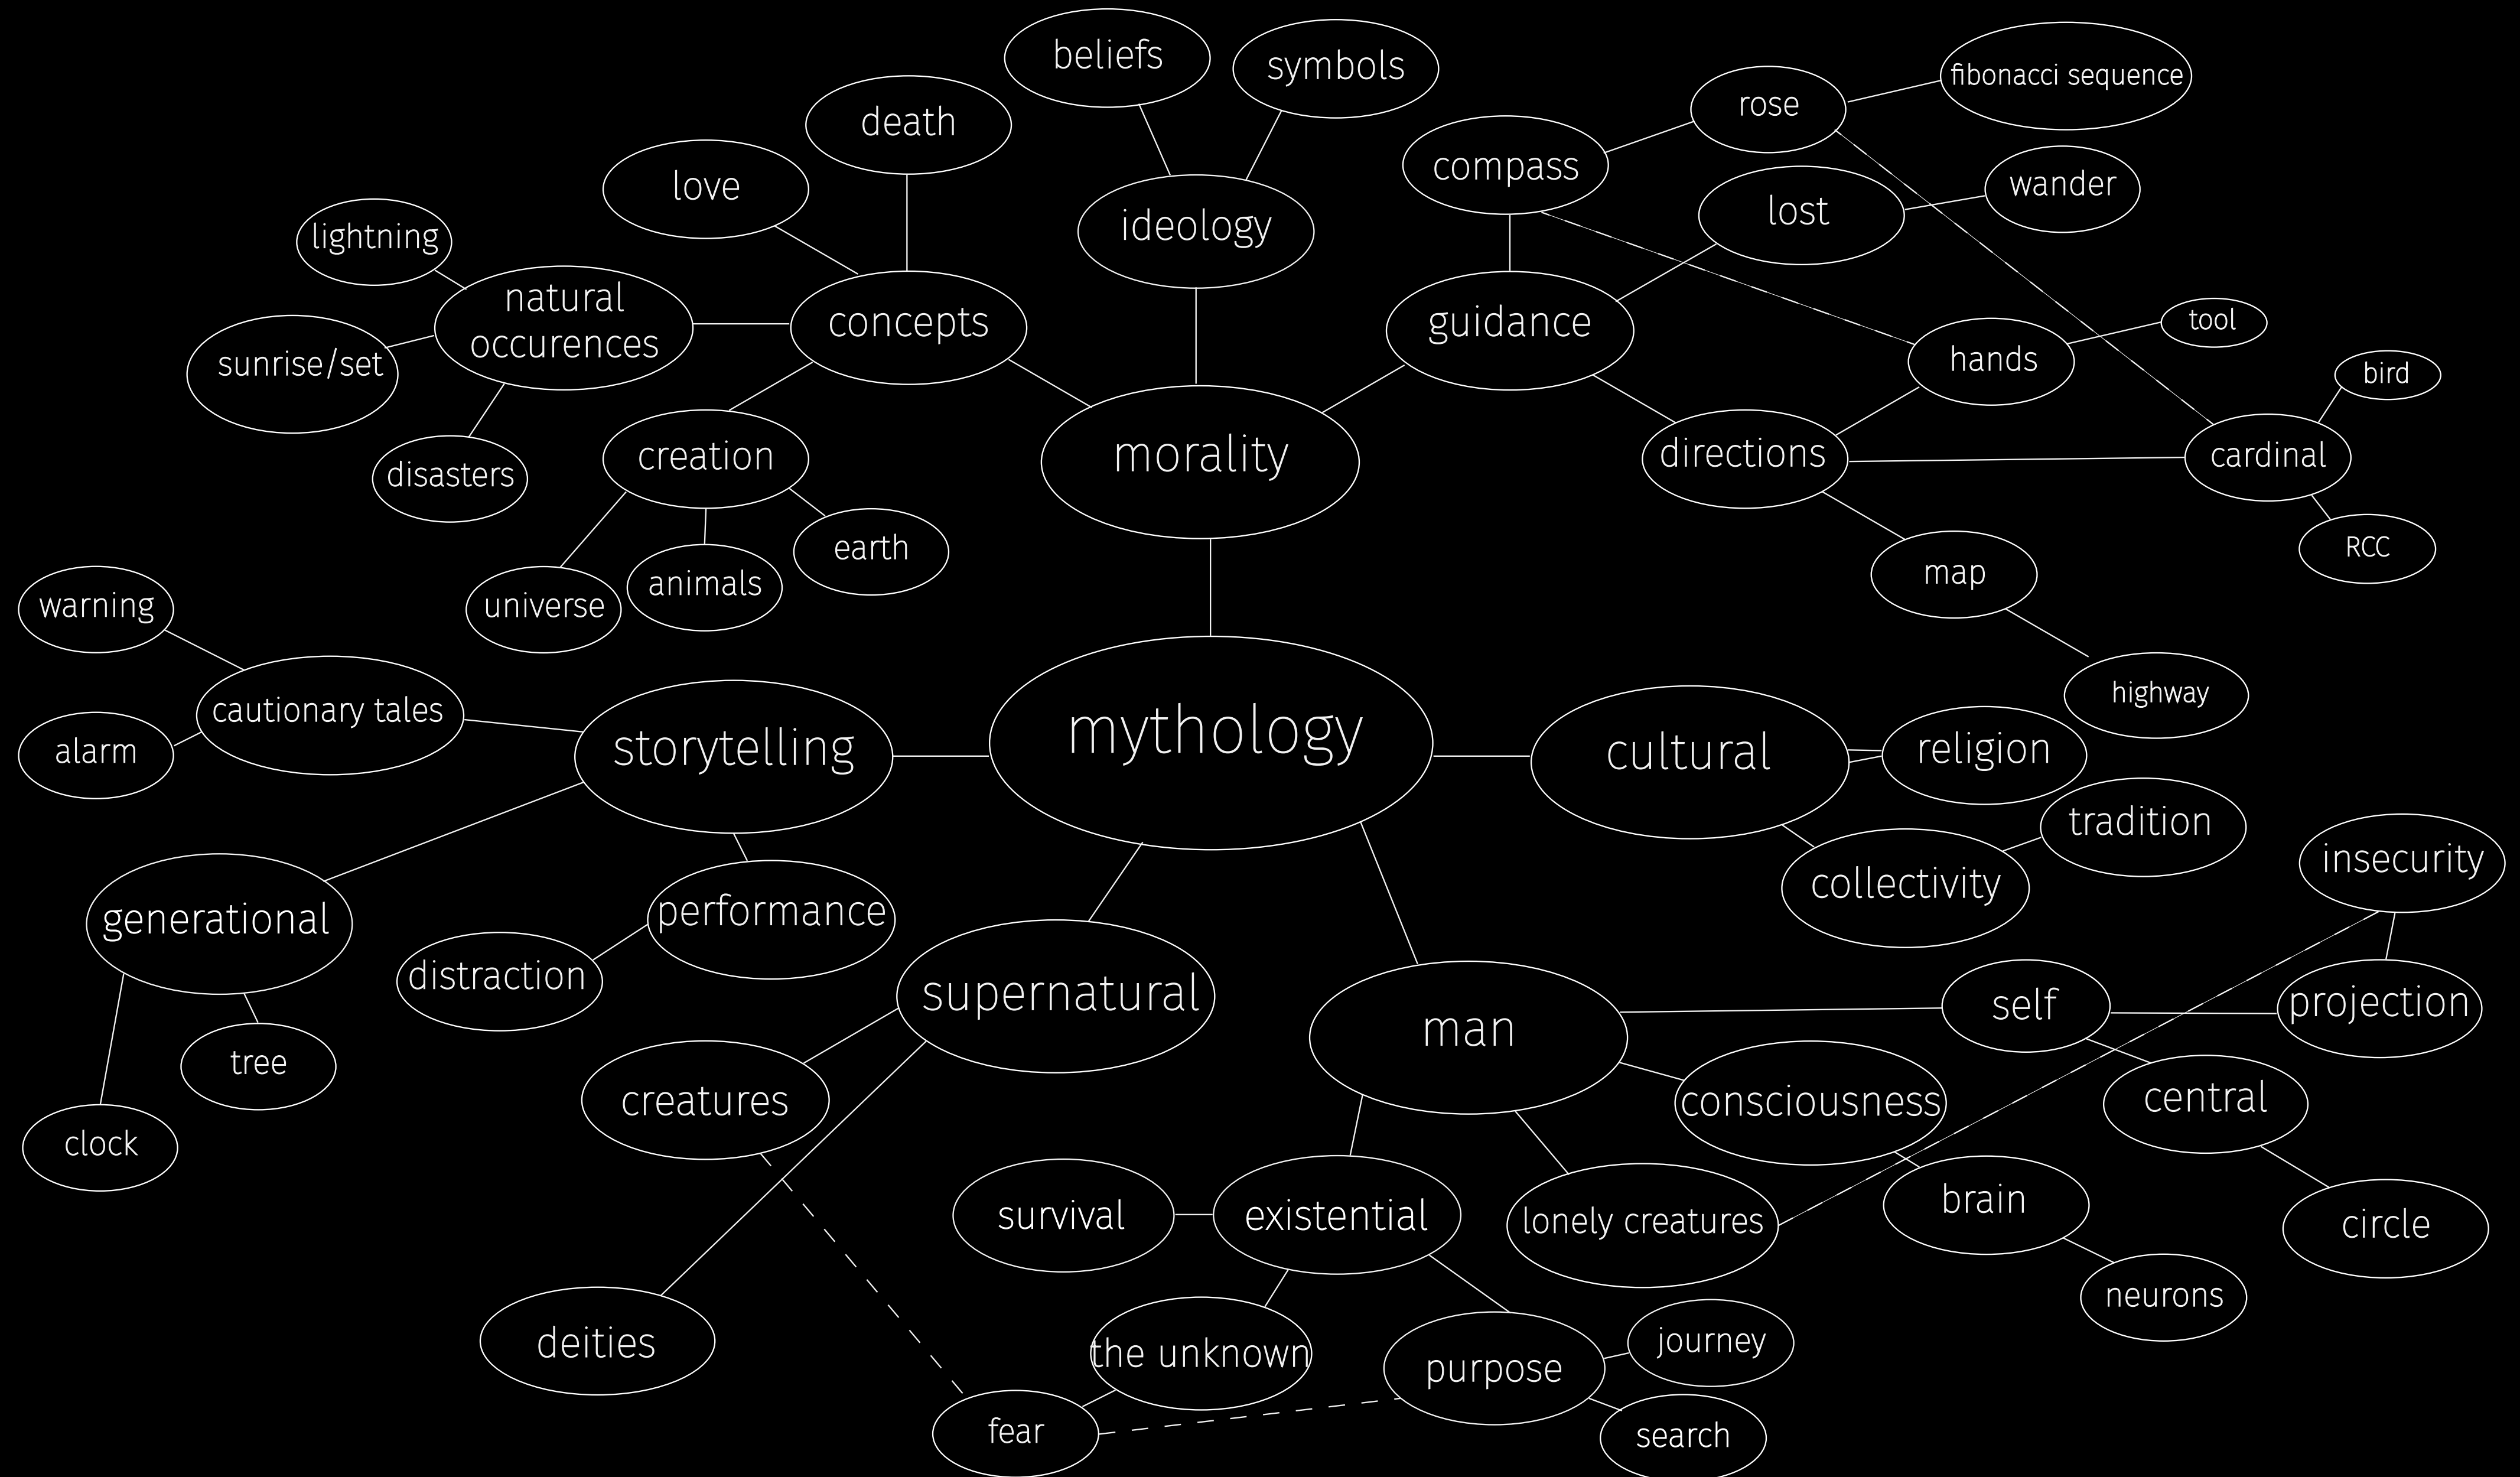 beliefs
symbols
fibonacci sequence
rose
death
compass
love
wander
lost
ideology
lightning
natural
occurences
concepts
guidance
tool
hands
sunrise/set
bird
creation
morality
directions
cardinal
disasters
earth
RCC
map
animals
universe
warning
highway
cautionary tales
mythology
storytelling
cultural
religion
alarm
tradition
insecurity
collectivity
generational
performance
distraction
supernatural
self
projection
man
tree
creatures
consciousness
central
clock
survival
existential
lonely creatures
brain
circle
neurons
deities
the unknown
journey
purpose
fear
search